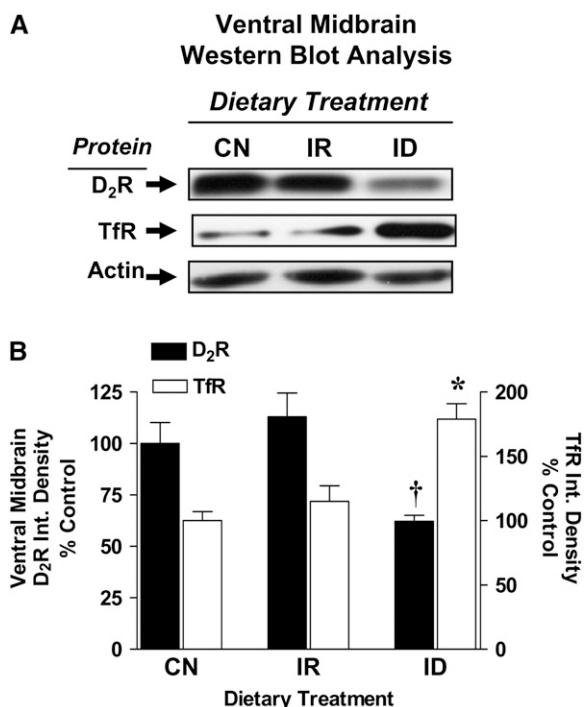 A
Ventral Midbrain
Western Blot Analysis
Dietary Treatment
Protein
CN IR ID
D₂R
TfR
Actin
B
D₂R
TfR
Ventral Midbrain
D₂R Int. Density
% Control
125
100
75
50
25
0
*
†
200
150
100
50
0
TfR Int. Density
% Control
CN IR ID
Dietary Treatment